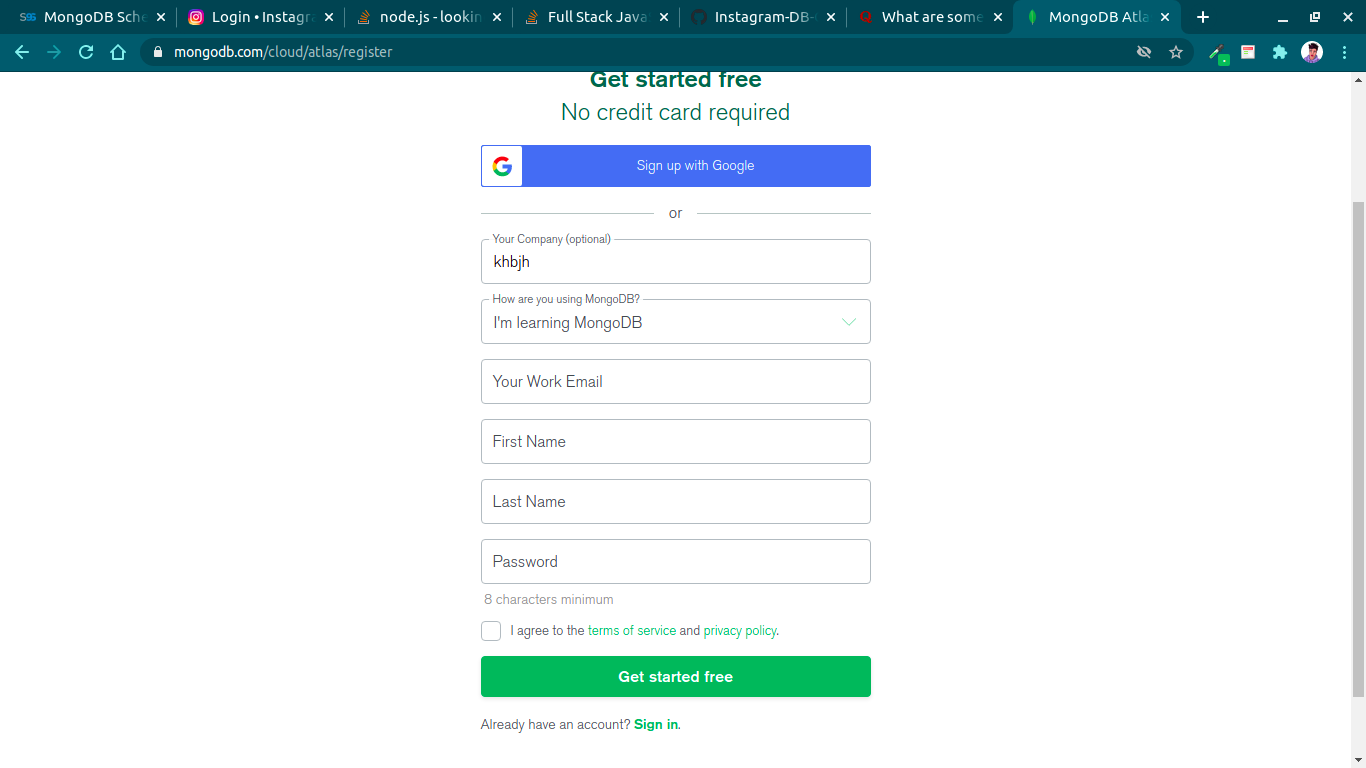 MongoDB Sche
Login • Instagra
node.js - lookin
Full Stack Java
Instagram-DB-
What are some
MongoDB Atla
mongodb.com/cloud/atlas/register
Get started free
No credit card required
Sign up with Google
or
Your Company (optional)
khbjh
How are you using MongoDB?
I'm learning MongoDB
Your Work Email
First Name
Last Name
Password
8 characters minimum
I agree to the terms of service and privacy policy.
Get started free
Already have an account? Sign in.